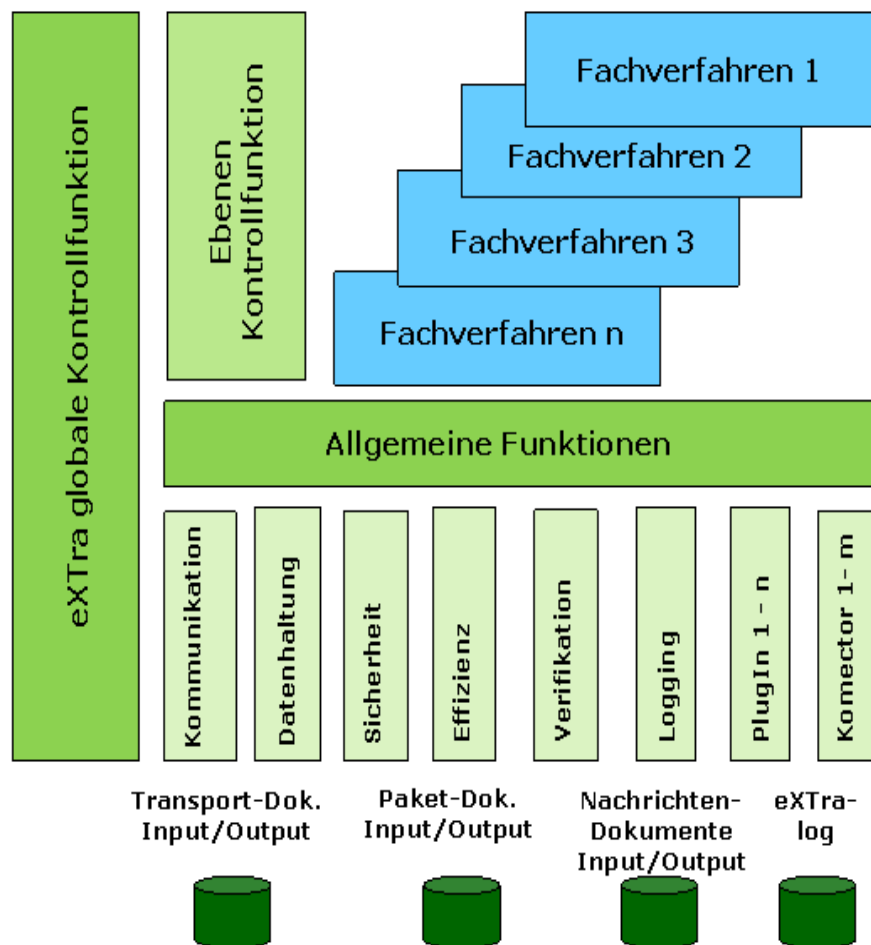 eXTra globale Kontrollfunktion
Ebenen
Kontrollfunktion
Fachverfahren 1
Fachverfahren 2
Fachverfahren 3
Fachverfahren n
Allgemeine Funktionen
Kommunikation
Datenhaltung
Sicherheit
Effizienz
Verifikation
Logging
PlugIn 1 - n
Komector 1- m
Transport-Dok.
Input/Output
Paket-Dok.
Input/Output
Nachrichten-
Dokumente
Input/Output
eXTra-
log